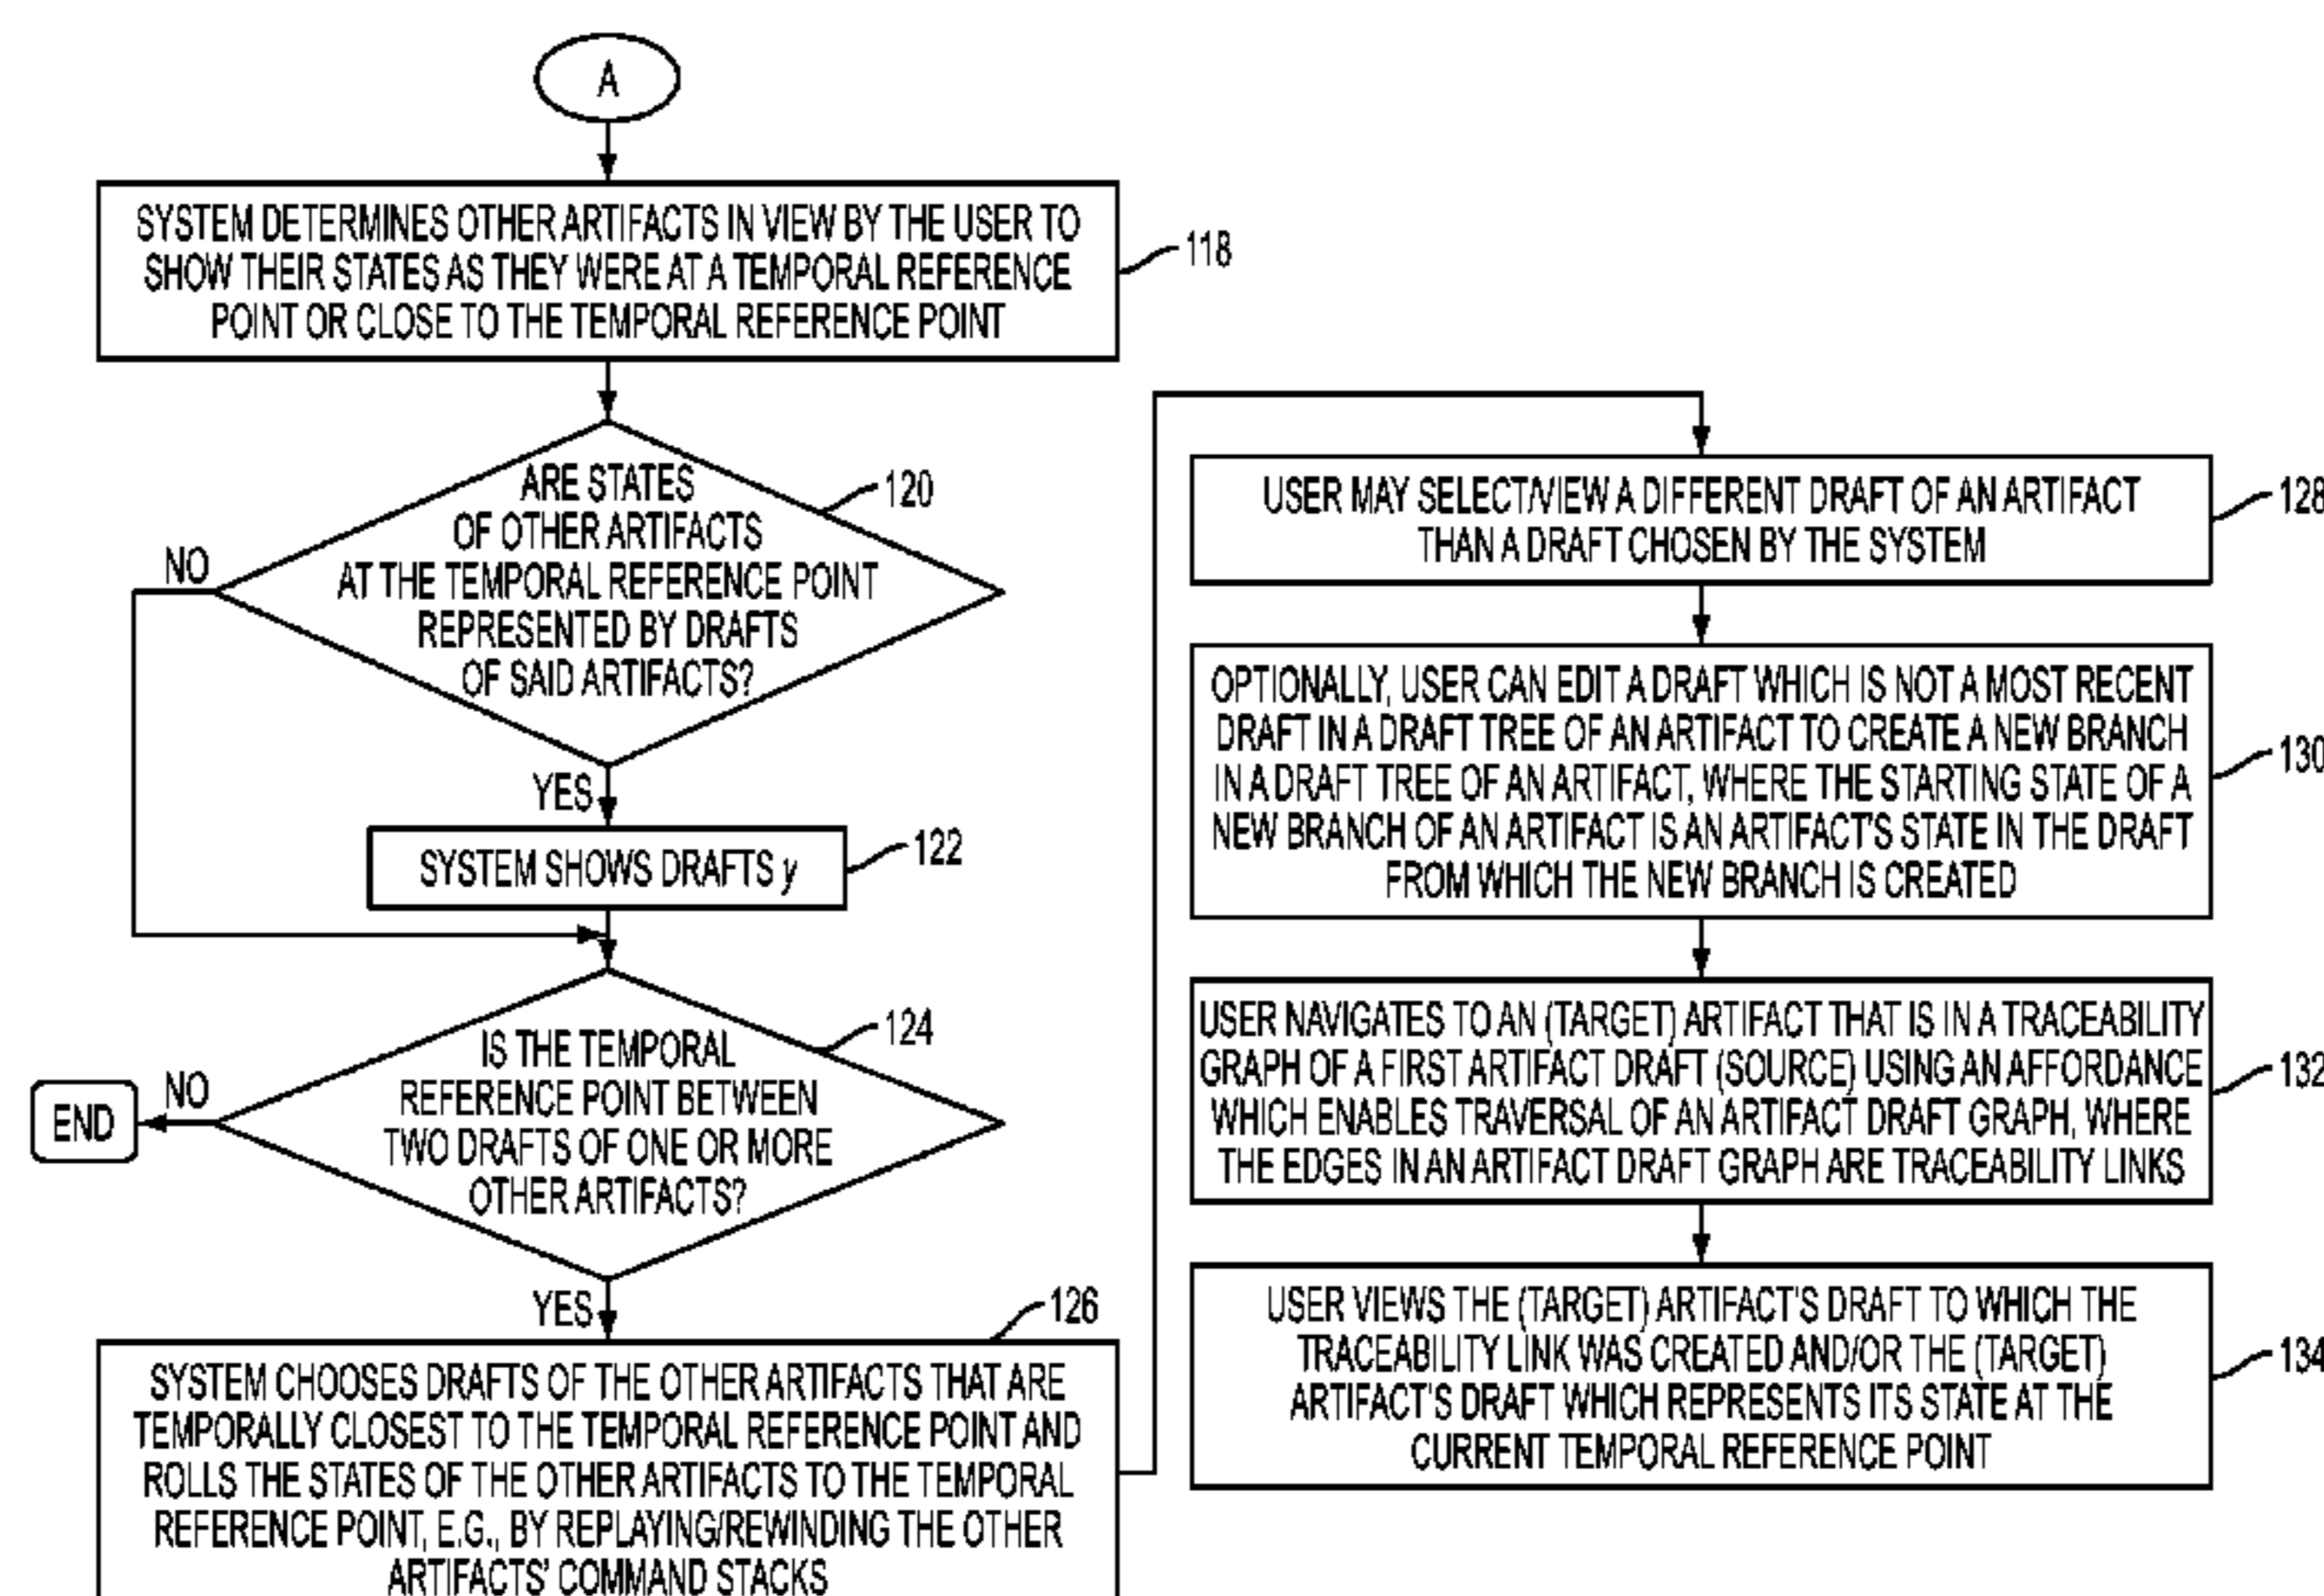 A
SYSTEM DETERMINES OTHER ARTIFACTS IN VIEW BY THE USER TO
SHOW THEIR STATES AS THEY WERE AT A TEMPORAL REFERENCE
POINT OR CLOSE TO THE TEMPORAL REFERENCE POINT
118
ARE STATES
OF OTHER ARTIFACTS
AT THE TEMPORAL REFERENCE POINT
REPRESENTED BY DRAFTS
OF SAID ARTIFACTS?
120
NO
YES
SYSTEM SHOWS DRAFTS y
122
IS THE TEMPORAL
REFERENCE POINT BETWEEN
TWO DRAFTS OF ONE OR MORE
OTHER ARTIFACTS?
124
NO
END
YES
126
SYSTEM CHOOSES DRAFTS OF THE OTHER ARTIFACTS THAT ARE
TEMPORALLY CLOSEST TO THE TEMPORAL REFERENCE POINT AND
ROLLS THE STATES OF THE OTHER ARTIFACTS TO THE TEMPORAL
REFERENCE POINT, E.G., BY REPLAYING/REWINDING THE OTHER
ARTIFACTS' COMMAND STACKS
USER MAY SELECT/VIEW A DIFFERENT DRAFT OF AN ARTIFACT
THAN A DRAFT CHOSEN BY THE SYSTEM
128
OPTIONALLY, USER CAN EDIT A DRAFT WHICH IS NOT A MOST RECENT
DRAFT IN A DRAFT TREE OF AN ARTIFACT TO CREATE A NEW BRANCH
IN A DRAFT TREE OF AN ARTIFACT, WHERE THE STARTING STATE OF A
NEW BRANCH OF AN ARTIFACT IS AN ARTIFACT'S STATE IN THE DRAFT
FROM WHICH THE NEW BRANCH IS CREATED
130
USER NAVIGATES TO AN (TARGET) ARTIFACT THAT IS IN A TRACEABILITY
GRAPH OF A FIRST ARTIFACT DRAFT (SOURCE) USING AN AFFORDANCE
WHICH ENABLES TRAVERSAL OF AN ARTIFACT DRAFT GRAPH, WHERE
THE EDGES IN AN ARTIFACT DRAFT GRAPH ARE TRACEABILITY LINKS
132
USER VIEWS THE (TARGET) ARTIFACT'S DRAFT TO WHICH THE
TRACEABILITY LINK WAS CREATED AND/OR THE (TARGET)
ARTIFACT'S DRAFT WHICH REPRESENTS ITS STATE AT THE
CURRENT TEMPORAL REFERENCE POINT
134